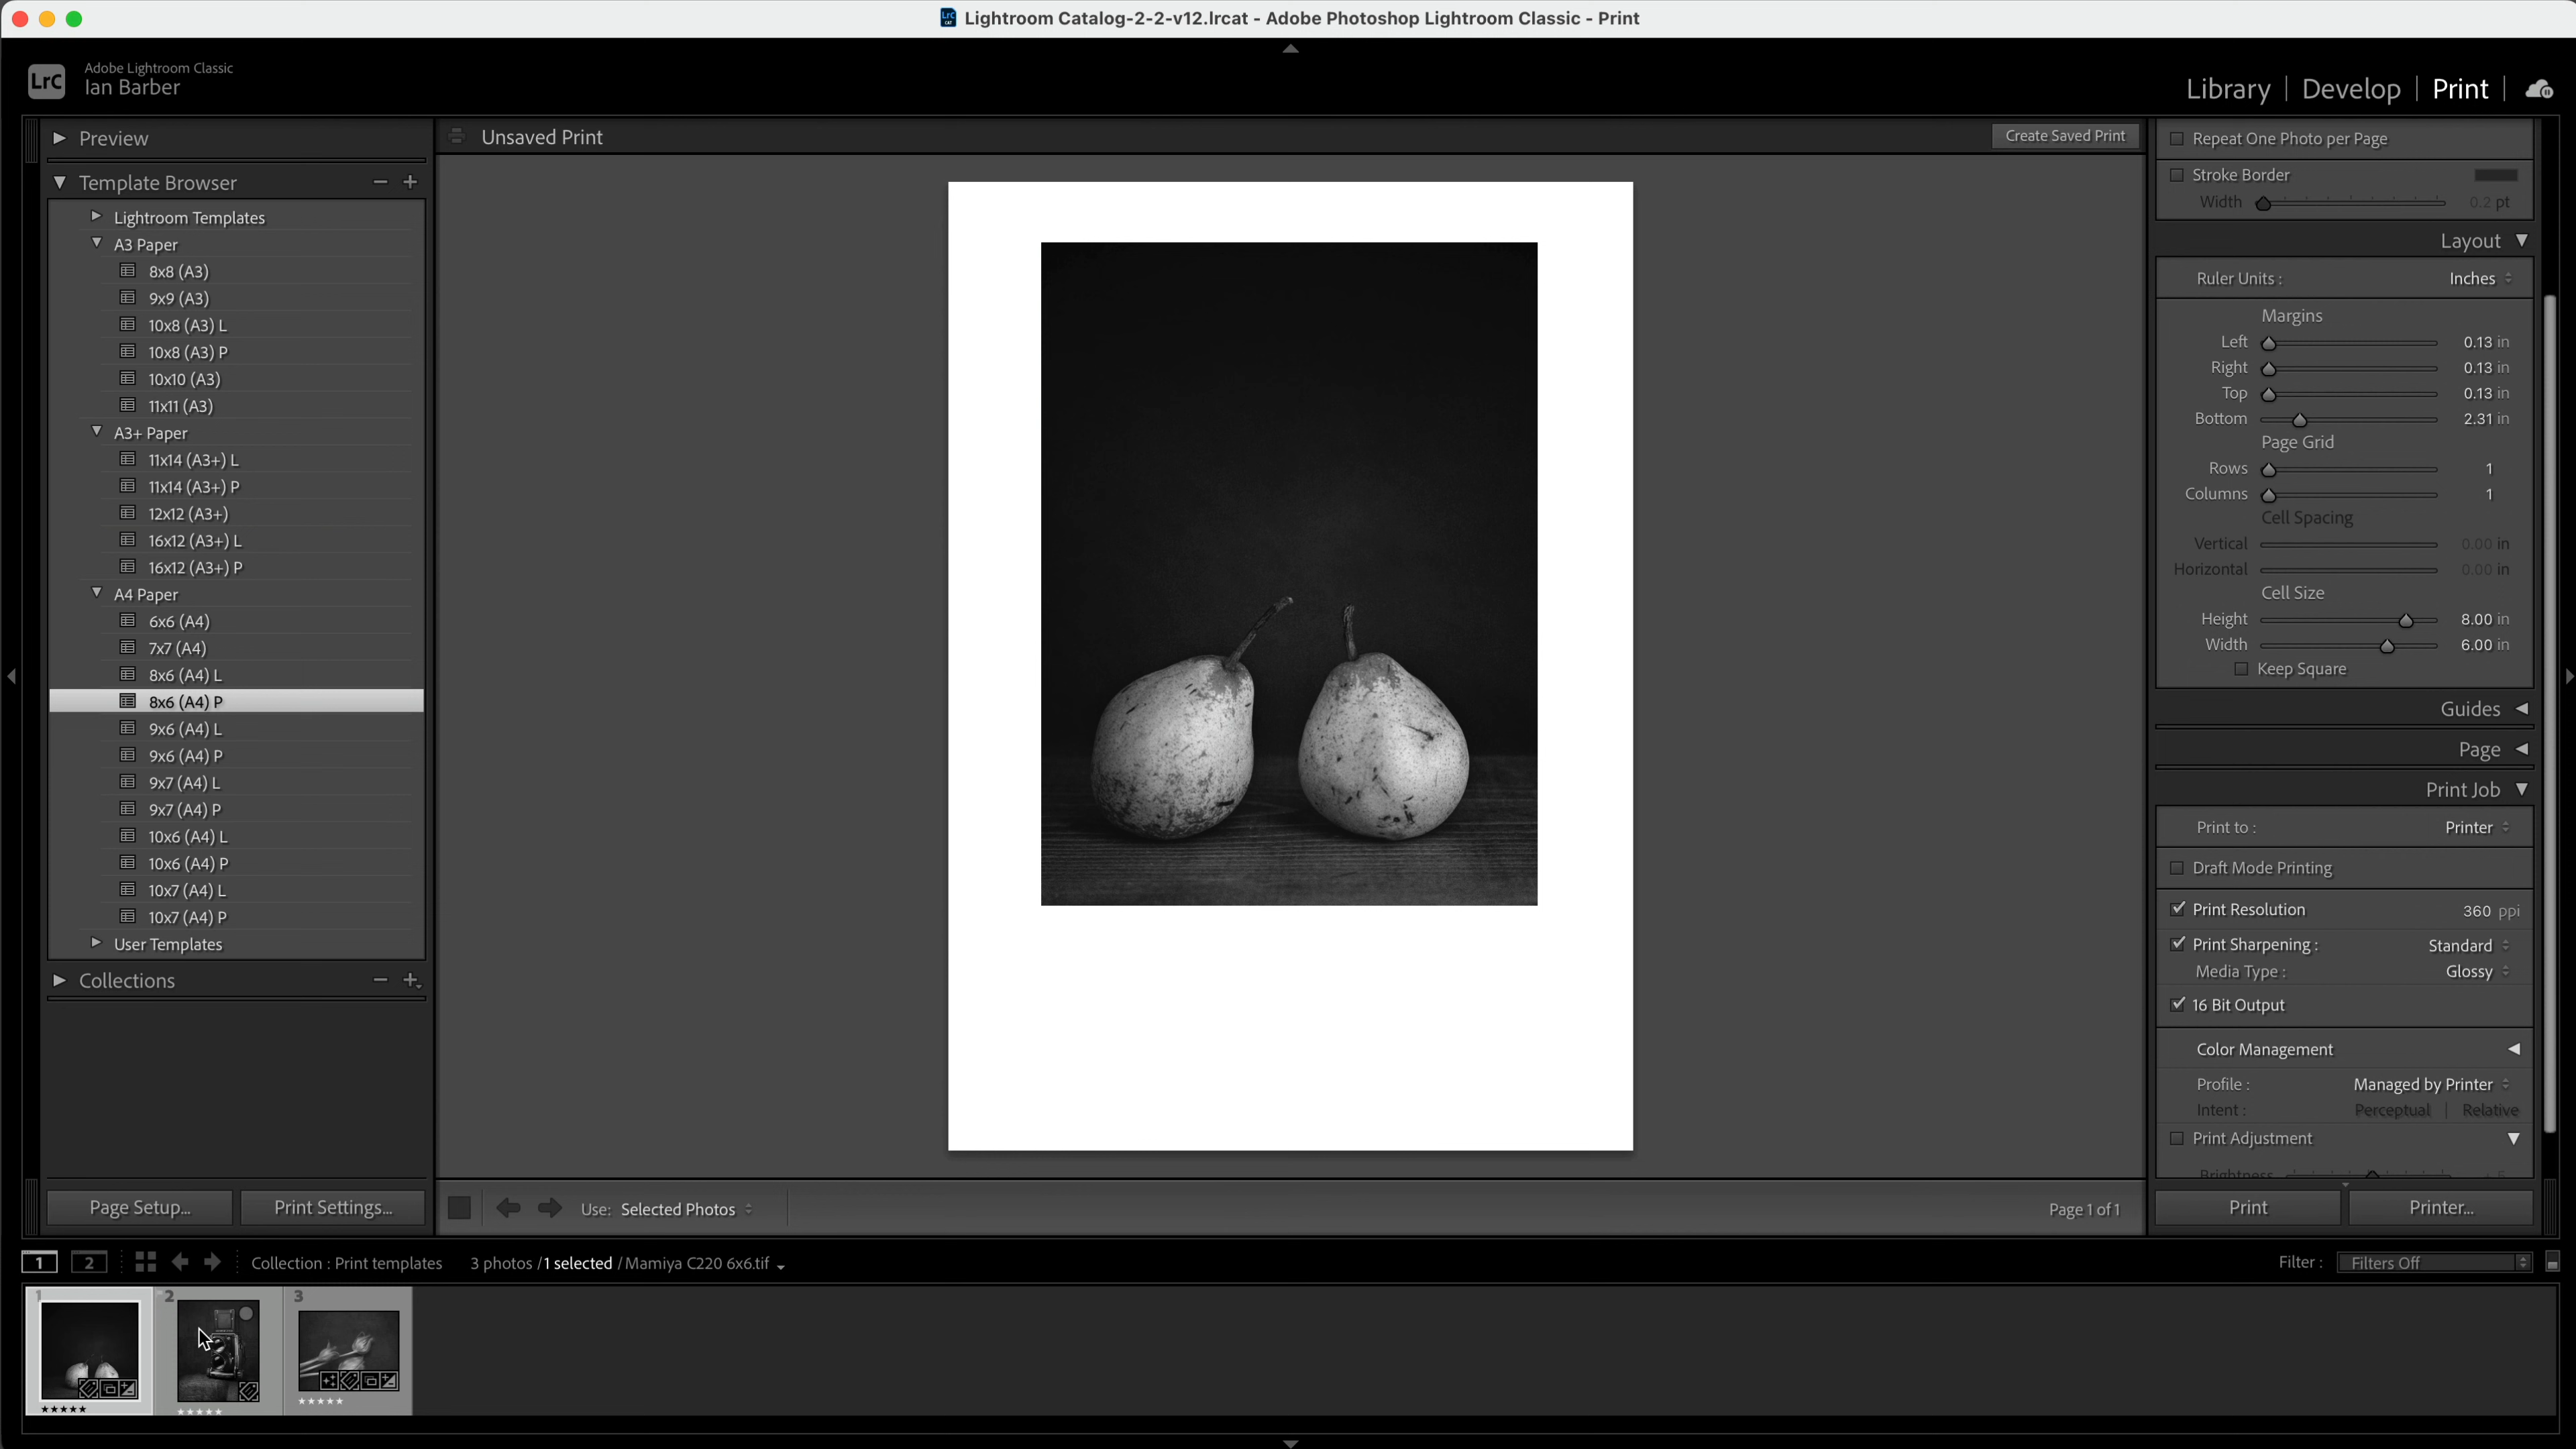 Lightroom Catalog-2-2-v12.lrcat - Adobe Photoshop Lightroom Classic - Print
LrC
Adobe Lightroom Classic
Ian Barber
Library | Develop | Print
Preview
Template Browser
Lightroom Templates
A3 Paper
8x8 (A3)
9x9 (A3)
10x8 (A3) L
10x8 (A3) P
10x10 (A3)
11x11 (A3)
A3+ Paper
11x14 (A3+) L
11x14 (A3+) P
12x12 (A3+)
16x12 (A3+) L
16x12 (A3+) P
A4 Paper
6x6 (A4)
7x7 (A4)
8x6 (A4) L
8x6 (A4) P
9x6 (A4) L
9x6 (A4) P
9x7 (A4) L
9x7 (A4) P
10x6 (A4) L
10x6 (A4) P
10x7 (A4) L
10x7 (A4) P
User Templates
Collections
Page Setup...
Print Settings...
Unsaved Print
Create Saved Print
Use: Selected Photos
Page 1 of 1
Repeat One Photo per Page
Stroke Border
Width 0.2 pt
Layout
Ruler Units : Inches
Margins
Left 0.13 in
Right 0.13 in
Top 0.13 in
Bottom 2.31 in
Page Grid
Rows 1
Columns 1
Cell Spacing
Vertical 0.00 in
Horizontal 0.00 in
Cell Size
Height 8.00 in
Width 6.00 in
Keep Square
Guides
Page
Print Job
Print to : Printer
Draft Mode Printing
Print Resolution 360 ppi
Print Sharpening : Standard
Media Type : Glossy
16 Bit Output
Color Management
Profile : Managed by Printer
Intent : Perceptual | Relative
Print Adjustment
Print
Printer...
1 2 Collection : Print templates 3 photos / 1 selected / Mamiya C220 6x6.tif
Filter : Filters Off
1
2
3